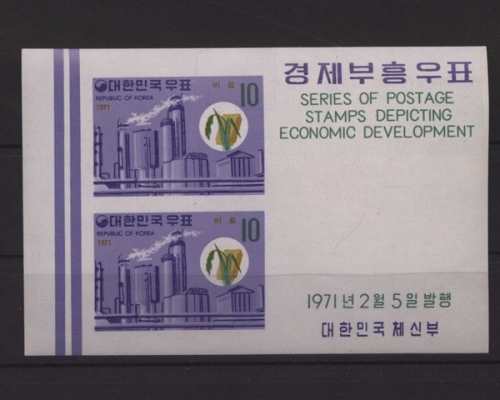 경제부흥우표
SERIES OF POSTAGE
STAMPS DEPICTING
ECONOMIC DEVELOPMENT
대한민국우표
REPUBLIC OF KOREA
1971
비료
10
대한민국우표
REPUBLIC OF KOREA
1971
비료
10
1971년 2월 5일 발행
대한민국체신부